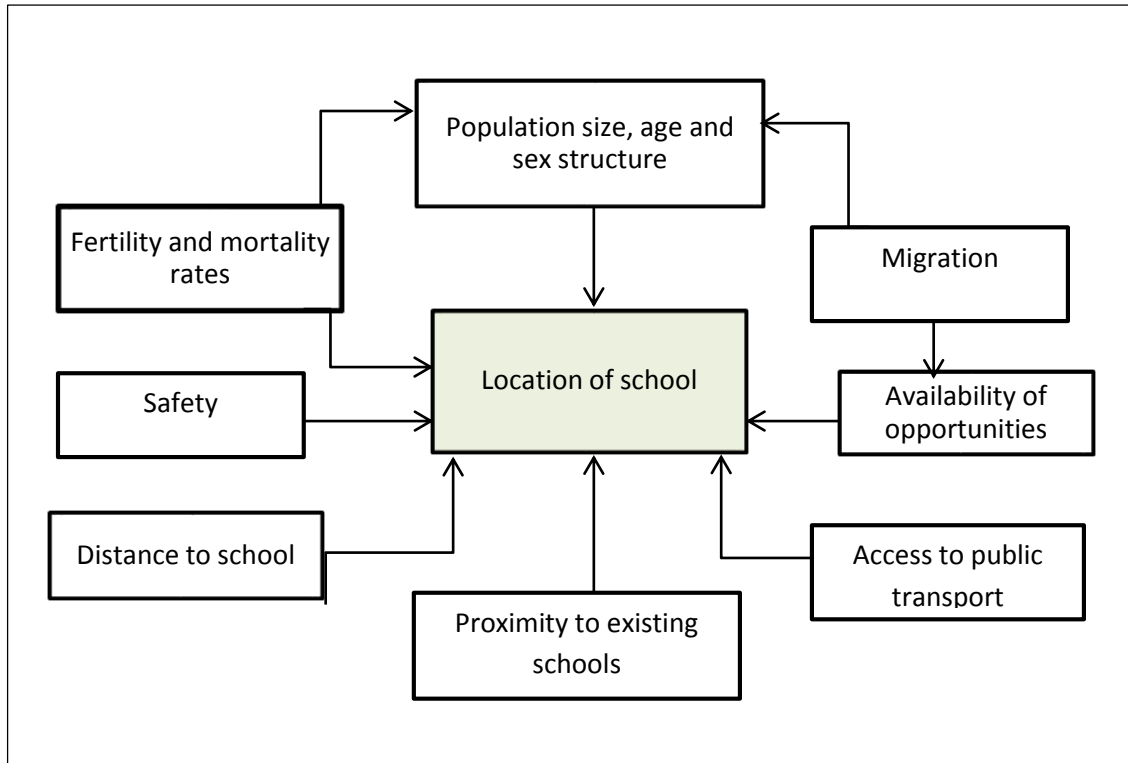 Population size, age and
sex structure
Fertility and mortality
rates
Migration
Location of school
Safety
Availability of
opportunities
Distance to school
Access to public
transport
Proximity to existing
schools